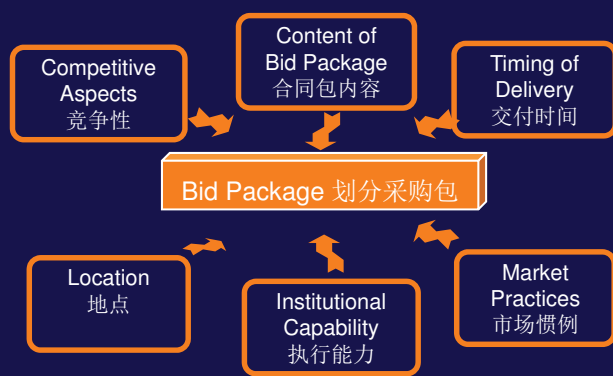 Competitive
Aspects
竞争性
Content of
Bid Package
合同包内容
Timing of
Delivery
交付时间
Bid Package 划分采购包
Location
地点
Institutional
Capability
执行能力
Market
Practices
市场惯例